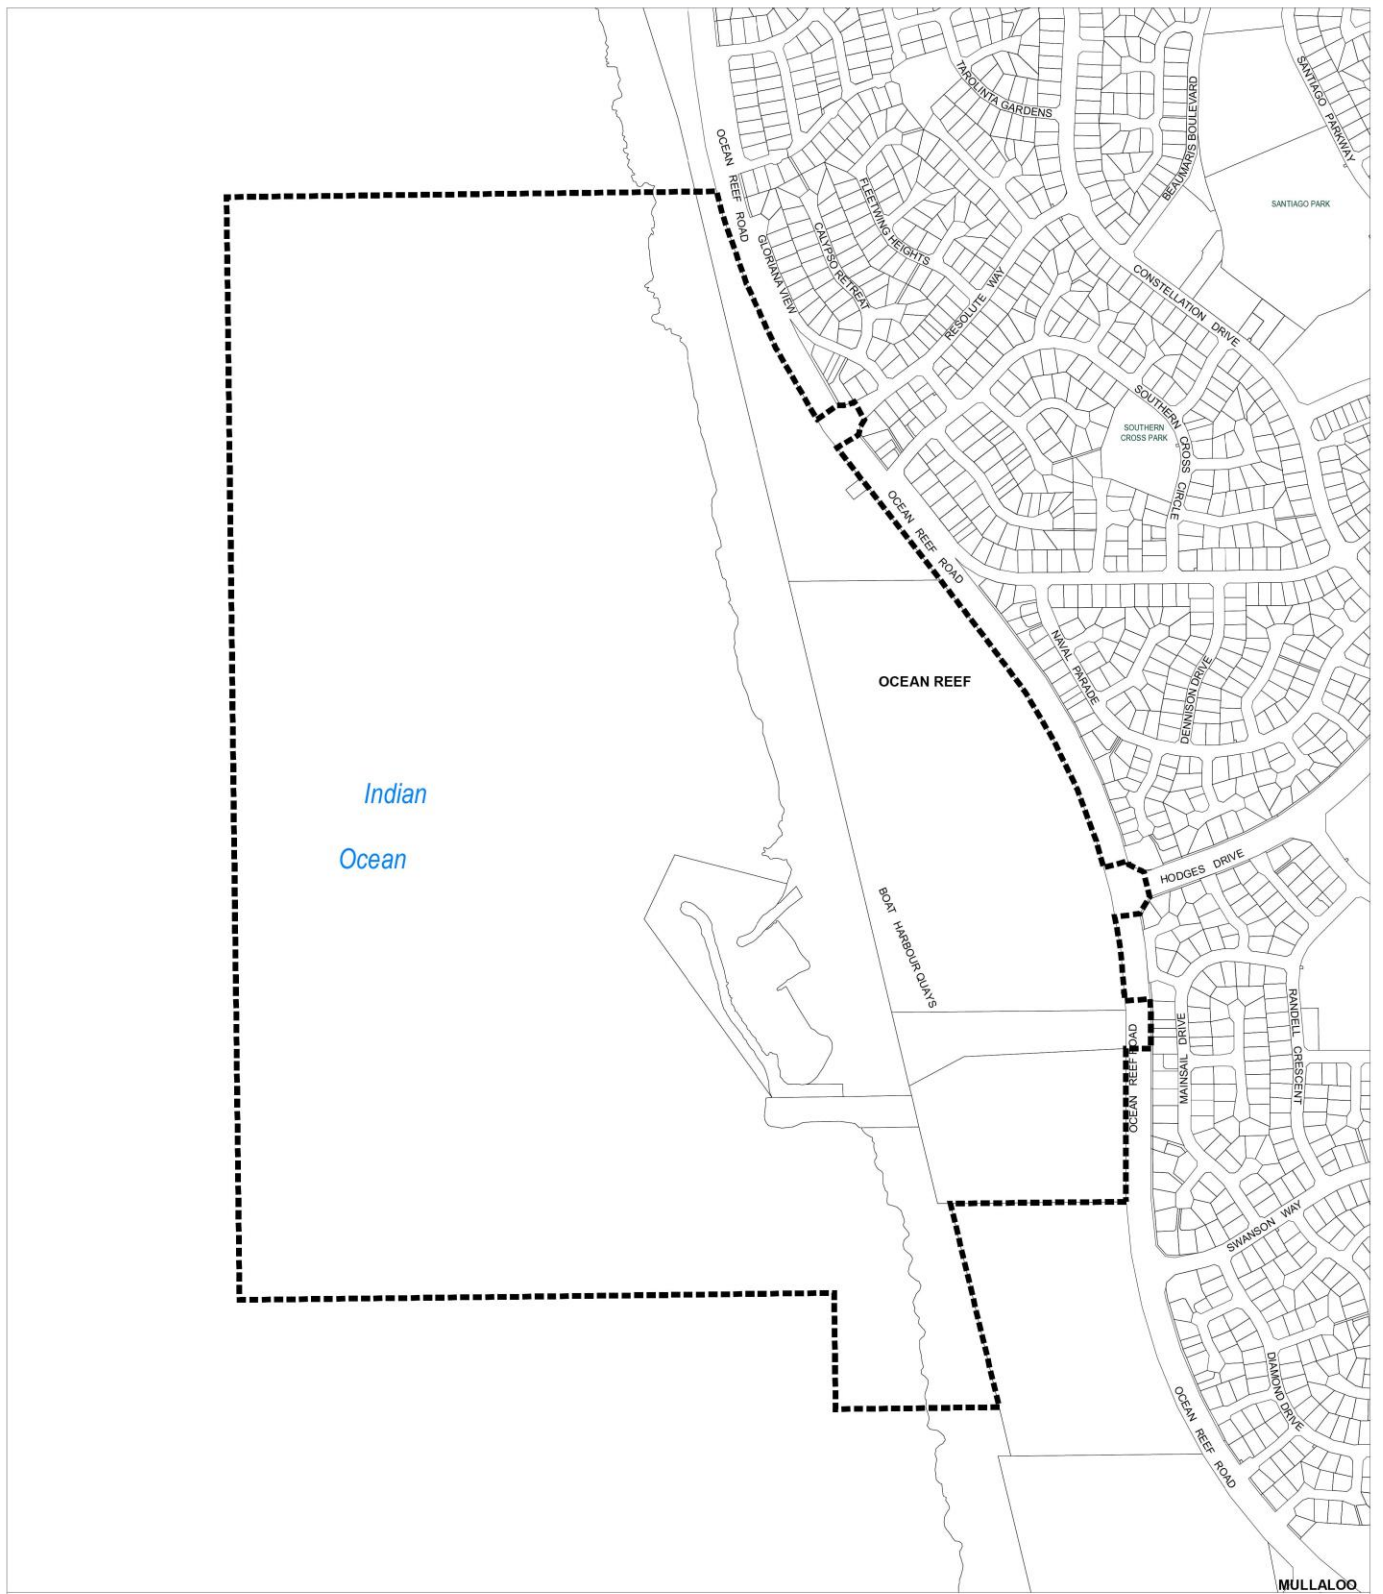 TAROLINTA GARDENS
SANTIAGO PARKWAY
BEAUMARIS BOULEVARD
OCEAN REEF ROAD
SANTIAGO PARK
FLEETWING HEIGHTS
CALYPSO RETREAT
GLORIANA VIEW
RESOLUTE WAY
CONSTELLATION DRIVE
SOUTHERN CROSS CIRCLE
SOUTHERN
CROSS PARK
OCEAN REEF ROAD
NAVAL PARADE
DENNISON DRIVE
OCEAN REEF
Indian
Ocean
HODGES DRIVE
BOAT HARBOUR QUAYS
RANDELL CRESCENT
MAINSAIL DRIVE
OCEAN REEF ROAD
SWANSON WAY
DIAMOND DRIVE
OCEAN REEF ROAD
MULLALOO